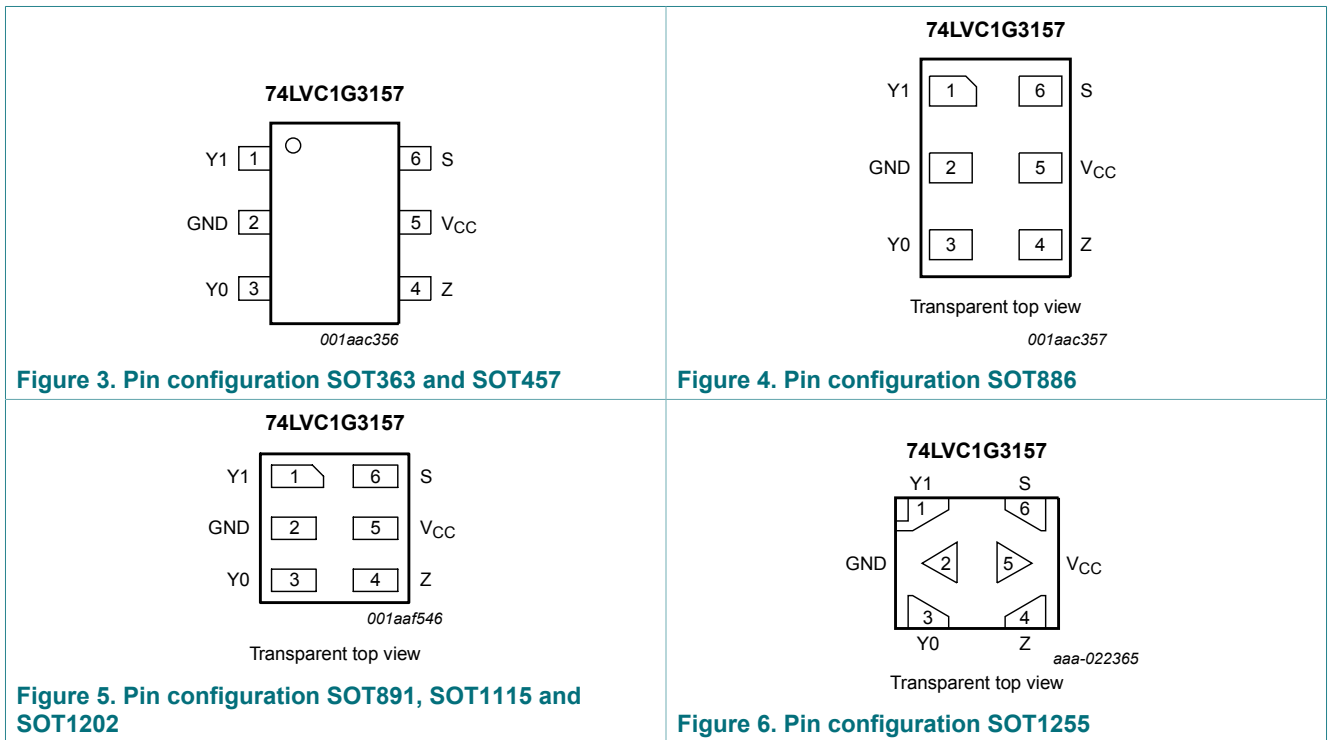 74LVC1G3157
Y1 1 6 S
GND 2 5 VCC
Y0 3 4 Z
001aac356
Figure 3. Pin configuration SOT363 and SOT457
74LVC1G3157
Y1 1 6 S
GND 2 5 VCC
Y0 3 4 Z
Transparent top view
001aac357
Figure 4. Pin configuration SOT886
74LVC1G3157
Y1 1 6 S
GND 2 5 VCC
Y0 3 4 Z
001aaf546
Transparent top view
Figure 5. Pin configuration SOT891, SOT1115 and
SOT1202
74LVC1G3157
Y1 S
1 6
GND 2 5 VCC
3 4
Y0 Z
aaa-022365
Transparent top view
Figure 6. Pin configuration SOT1255